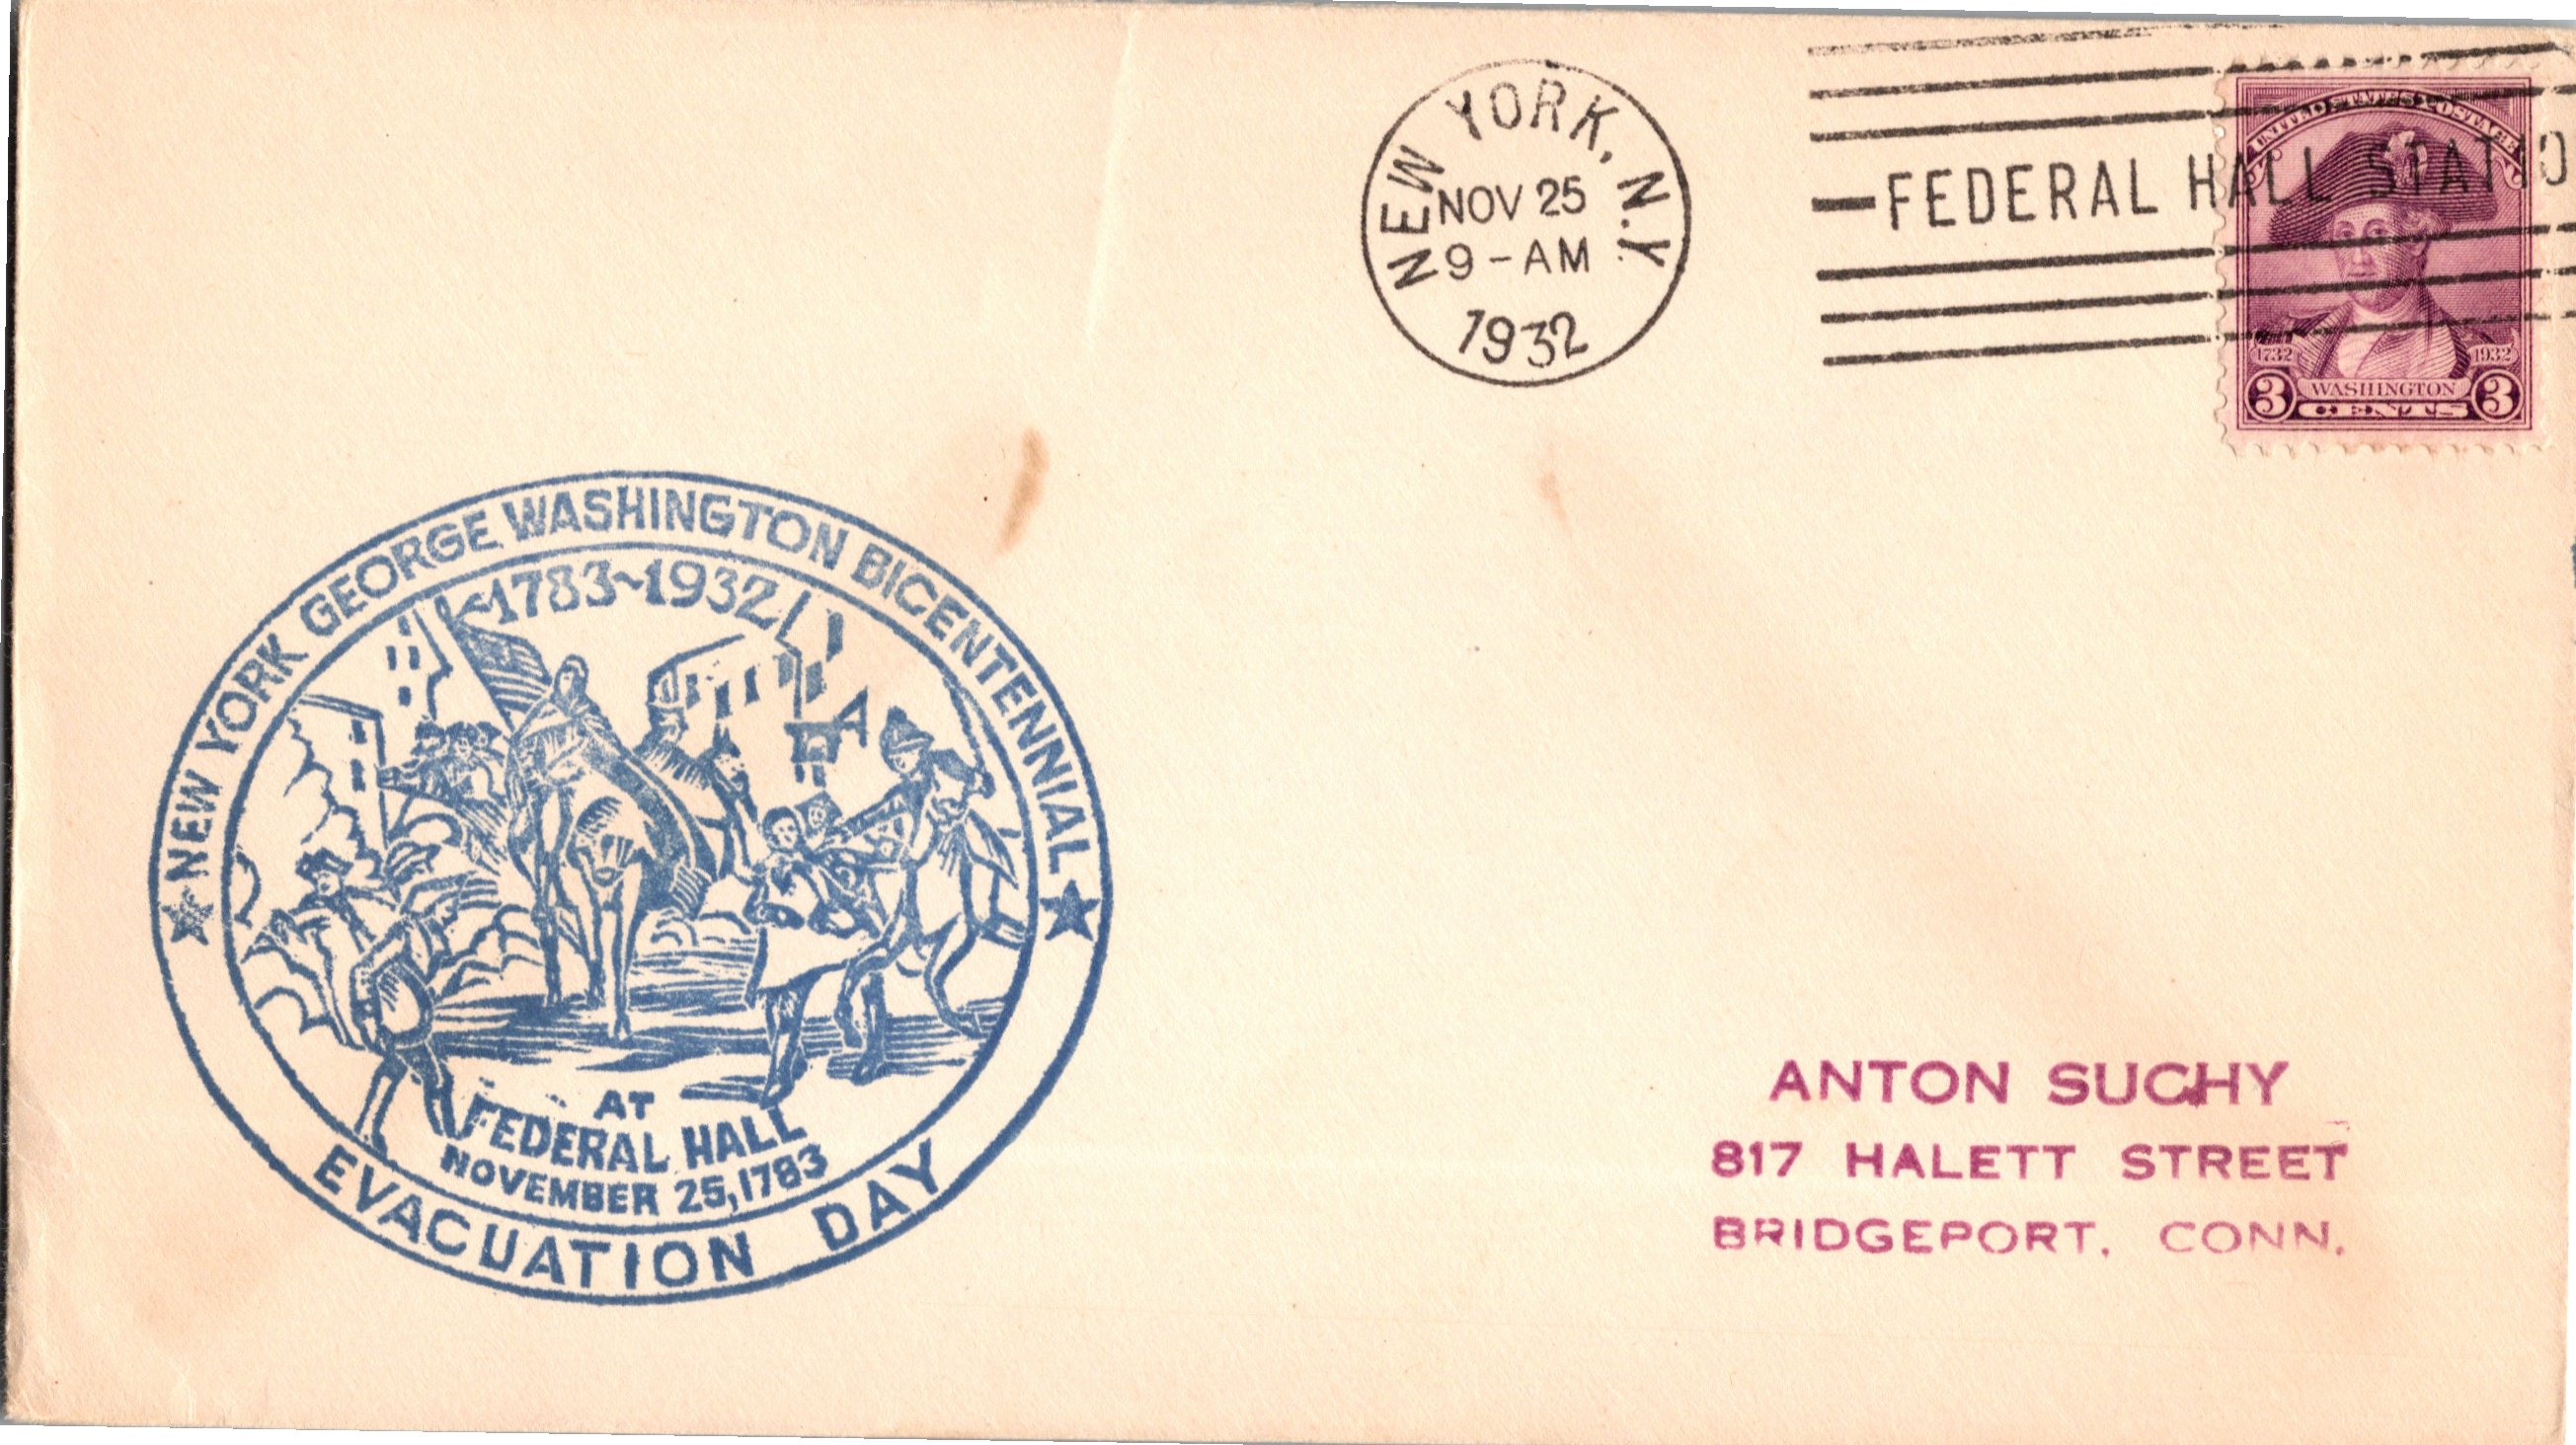 NEW YORK, N.Y.
NOV 25
9-AM
1932
FEDERAL HALL STATIO
UNITED STATES POSTAGE
1732 1932
3 WASHINGTON 3
CENTS
NEW YORK GEORGE WASHINGTON BICENTENNIAL
1783~1932
AT
FEDERAL HALL
NOVEMBER 25, 1783
EVACUATION DAY
ANTON SUCHY
817 HALETT STREET
BRIDGEPORT, CONN.